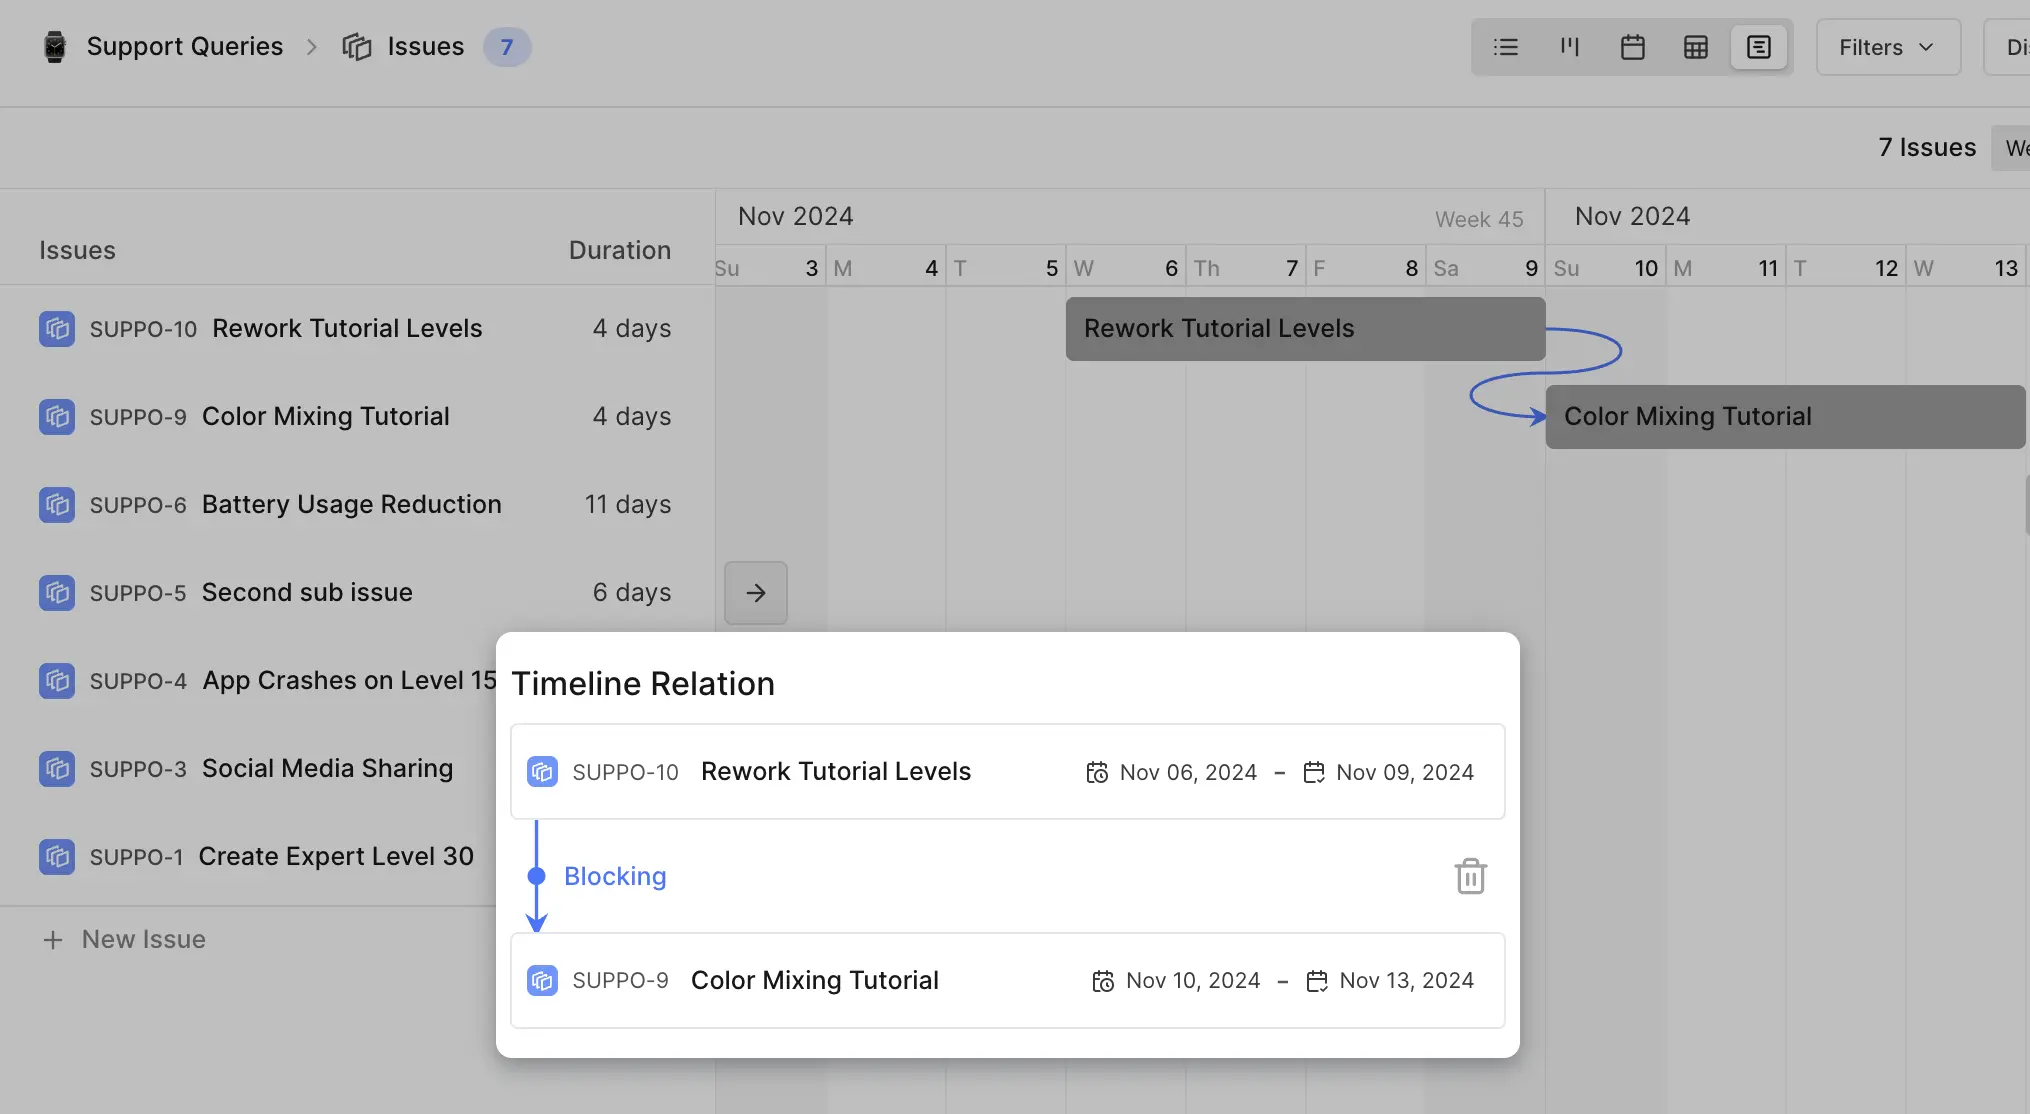 Support Queries > Issues 7
Filters
7 Issues
Issues Duration
Nov 2024 Week 45 Nov 2024
Su 3 M 4 T 5 W 6 Th 7 F 8 Sa 9 Su 10 M 11 T 12 W 13
SUPPO-10 Rework Tutorial Levels 4 days
Rework Tutorial Levels
SUPPO-9 Color Mixing Tutorial 4 days
Color Mixing Tutorial
SUPPO-6 Battery Usage Reduction 11 days
SUPPO-5 Second sub issue 6 days
SUPPO-4 App Crashes on Level 15
SUPPO-3 Social Media Sharing
SUPPO-1 Create Expert Level 30
+ New Issue
Timeline Relation
SUPPO-10 Rework Tutorial Levels Nov 06, 2024 – Nov 09, 2024
Blocking
SUPPO-9 Color Mixing Tutorial Nov 10, 2024 – Nov 13, 2024